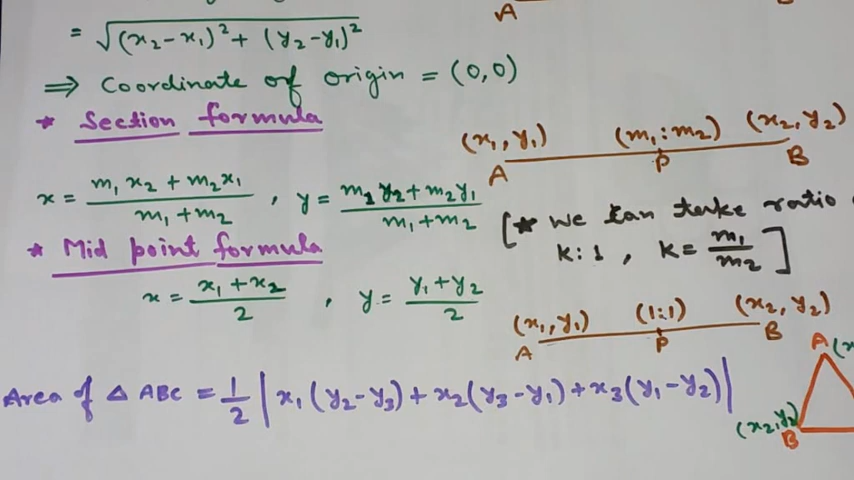 A
= √(x₂-x₁)² + (y₂-y₁)²
⇒ Coordinate of origin = (0,0)
* Section formula
(x₁, y₁) (m₁:m₂) (x₂, y₂)
A P B
x = (m₁x₂ + m₂x₁)/(m₁+m₂) , y = (m₁y₂ + m₂y₁)/(m₁+m₂)
[* we can take ratio
k:1 , k = m₁/m₂]
* Mid point formula
x = (x₁+x₂)/2 , y = (y₁+y₂)/2
(x₁, y₁) (1:1) (x₂, y₂)
A P B
Area of △ ABC = 1/2 | x₁(y₂-y₃) + x₂(y₃-y₁) + x₃(y₁-y₂) |
A (x
(x₂,y₂)
B